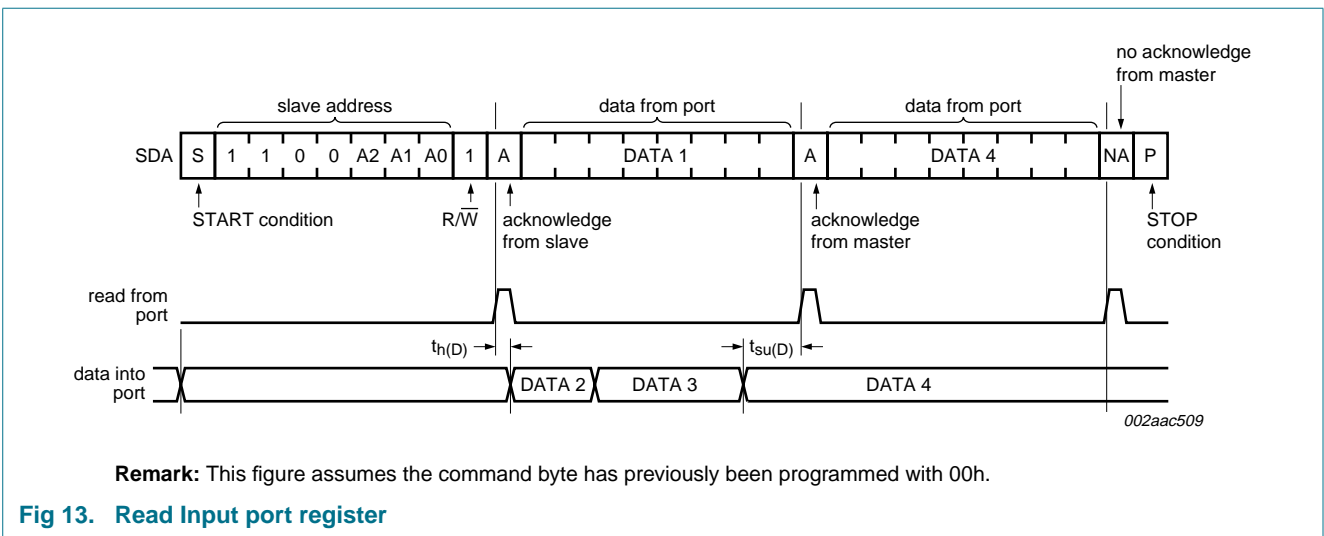 no acknowledge
from master
slave address
data from port
data from port
SDA S 1 1 0 0 A2 A1 A0 1 A DATA 1 A DATA 4 NA P
START condition
R/W̅
acknowledge
from slave
acknowledge
from master
STOP
condition
read from
port
th(D)
tsu(D)
data into
port
DATA 2 DATA 3 DATA 4
002aac509
Remark: This figure assumes the command byte has previously been programmed with 00h.
Fig 13. Read Input port register